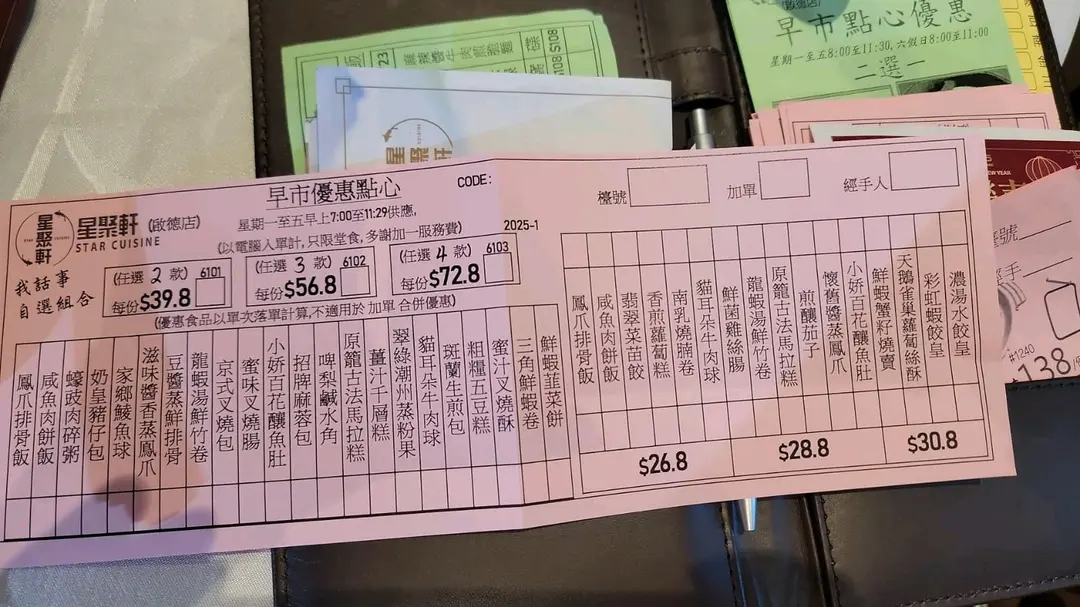 早市點心優惠
星期一至五8:00至11:30, 六假日8:00至11:00
二選一
星聚軒
星聚軒
STAR CUISINE
(啟德店)
早市優惠點心
CODE:
星期一至五早上7:00至11:29供應,
(以電腦入單計, 只限堂食, 多謝加一服務費)
2025-1
我話事
自選組合
(任選 2 款) 6101
每份$39.8
(任選 3 款) 6102
每份$56.8
(任選 4 款) 6103
每份$72.8
(優惠食品以單次落單計算, 不適用於 加單 合併優惠)
鳳爪排骨飯
咸魚肉餅飯
蠔豉肉碎粥
奶皇豬仔包
家鄉鯪魚球
滋味醬香蒸鳳爪
豆醬蒸鮮排骨
龍蝦湯鮮竹卷
京式叉燒包
蜜味叉燒腸
小娇百花釀魚肚
招牌麻蓉包
啤梨鹹水角
原籠古法馬拉糕
薑汁千層糕
翠綠潮州蒸粉果
貓耳朵牛肉球
斑蘭生煎包
粗糧五豆糕
蜜汁叉燒酥
三角鮮蝦卷
鮮蝦韮菜餅
檯號
加單
經手人
鳳爪排骨飯
咸魚肉餅飯
翡翠菜苗餃
香煎蘿蔔糕
南乳燒腩卷
貓耳朵牛肉球
鮮菌雞絲腸
龍蝦湯鮮竹卷
原籠古法馬拉糕
煎釀茄子
懷舊醬蒸鳳爪
小娇百花釀魚肚
鮮蝦蟹籽燒賣
天鵝雀巢蘿蔔絲酥
彩虹蝦餃皇
濃湯水餃皇
$26.8
$28.8
$30.8
NEW YEAR
經手
#1240
138/